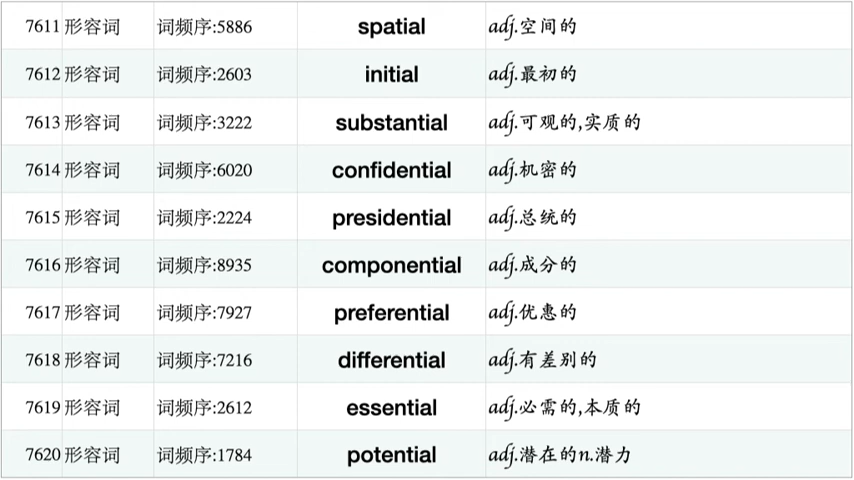 7611 形容词 词频序:5886 spatial adj.空间的
7612 形容词 词频序:2603 initial adj.最初的
7613 形容词 词频序:3222 substantial adj.可观的,实质的
7614 形容词 词频序:6020 confidential adj.机密的
7615 形容词 词频序:2224 presidential adj.总统的
7616 形容词 词频序:8935 componential adj.成分的
7617 形容词 词频序:7927 preferential adj.优惠的
7618 形容词 词频序:7216 differential adj.有差别的
7619 形容词 词频序:2612 essential adj.必需的,本质的
7620 形容词 词频序:1784 potential adj.潜在的n.潜力